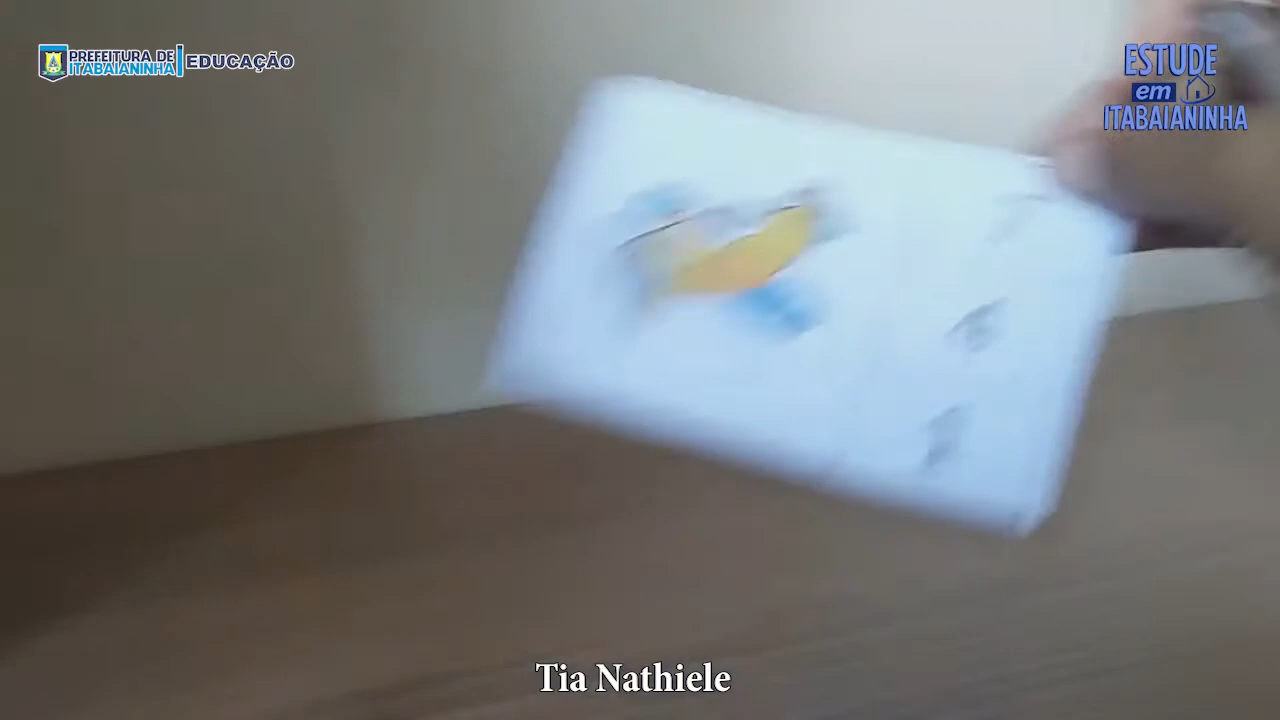 PREFEITURA DE
ITABAIANINHA
EDUCAÇÃO
ESTUDE
em
ITABAIANINHA
Tia Nathiele